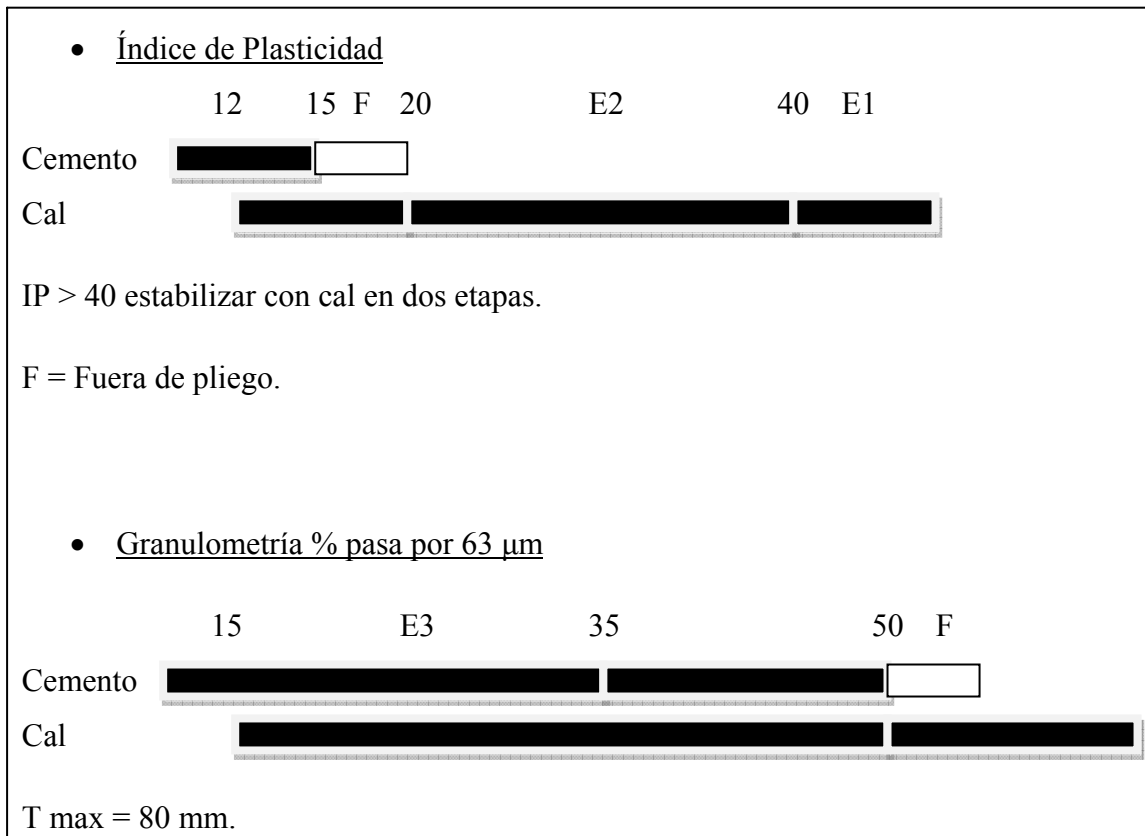 • Índice de Plasticidad
12 15 F 20 E2 40 E1
Cemento
Cal
IP > 40 estabilizar con cal en dos etapas.
F = Fuera de pliego.
• Granulometría % pasa por 63 μm
15 E3 35 50 F
Cemento
Cal
T max = 80 mm.